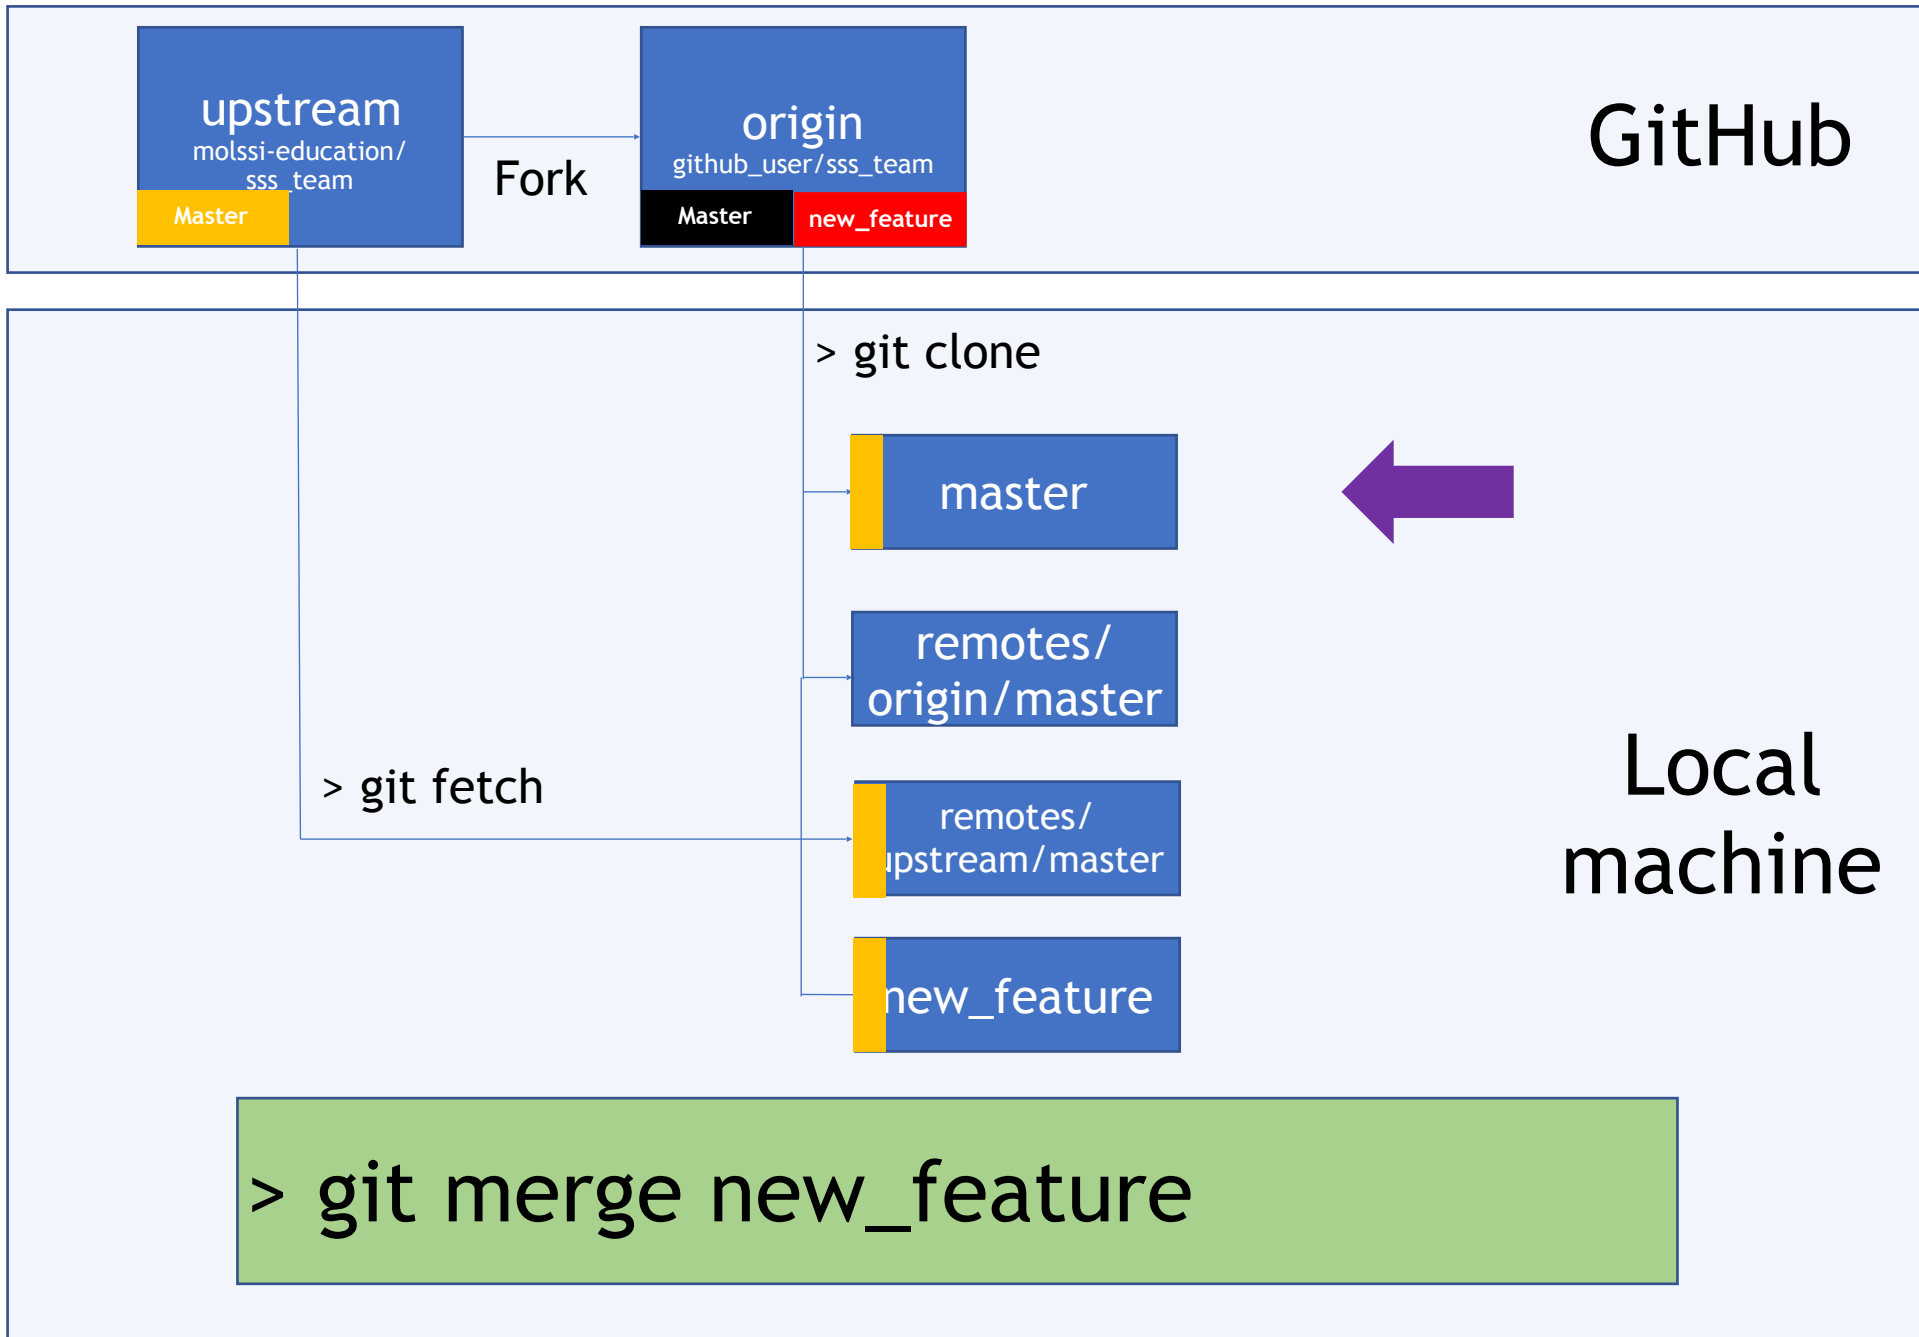 upstream
molssi-education/
sss_team
Master
Fork
origin
github_user/sss_team
Master
new_feature
GitHub
> git clone
master
remotes/
origin/master
> git fetch
remotes/
upstream/master
new_feature
Local
machine
> git merge new_feature